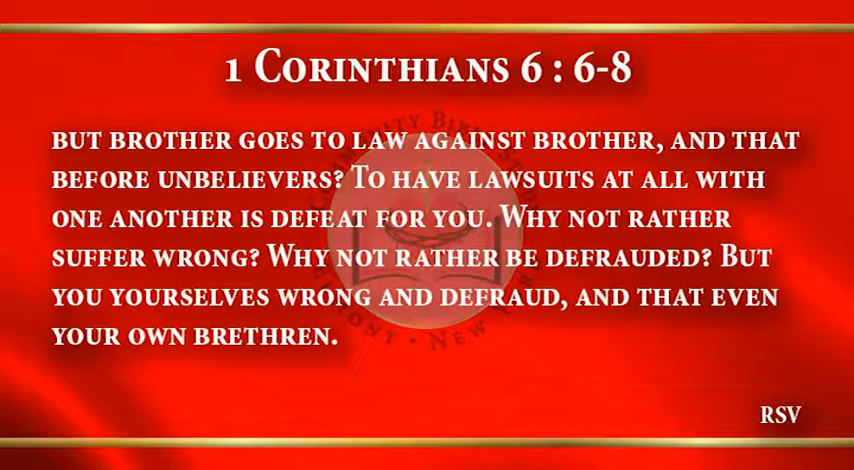 1 Corinthians 6 : 6-8
but brother goes to law against brother, and that
before unbelievers? To have lawsuits at all with
one another is defeat for you. Why not rather
suffer wrong? Why not rather be defrauded? But
you yourselves wrong and defraud, and that even
your own brethren.
RSV